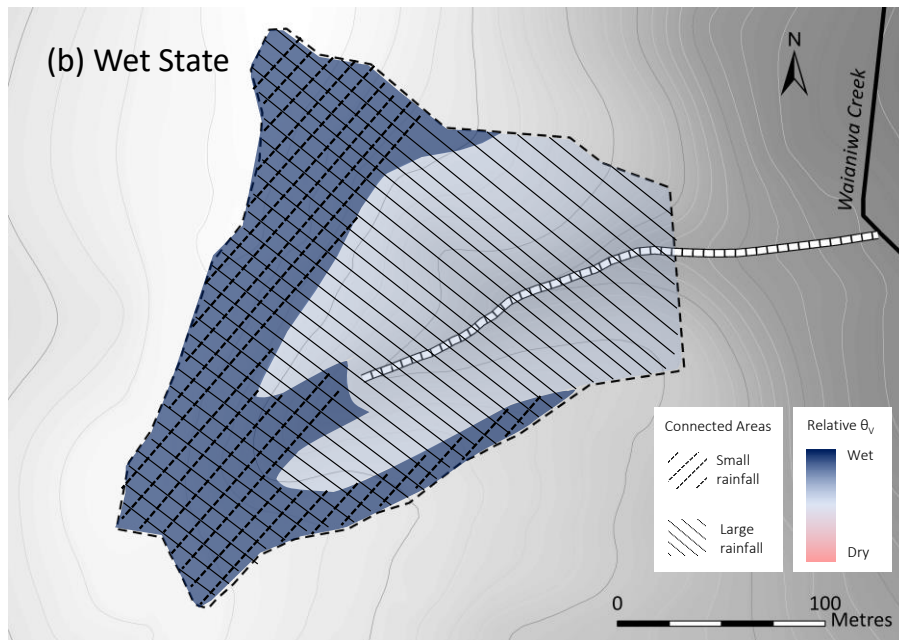 (b) Wet State
N
Waianiwa Creek
Connected Areas
Small
rainfall
Large
rainfall
Relative θv
Wet
Dry
0
100
Metres